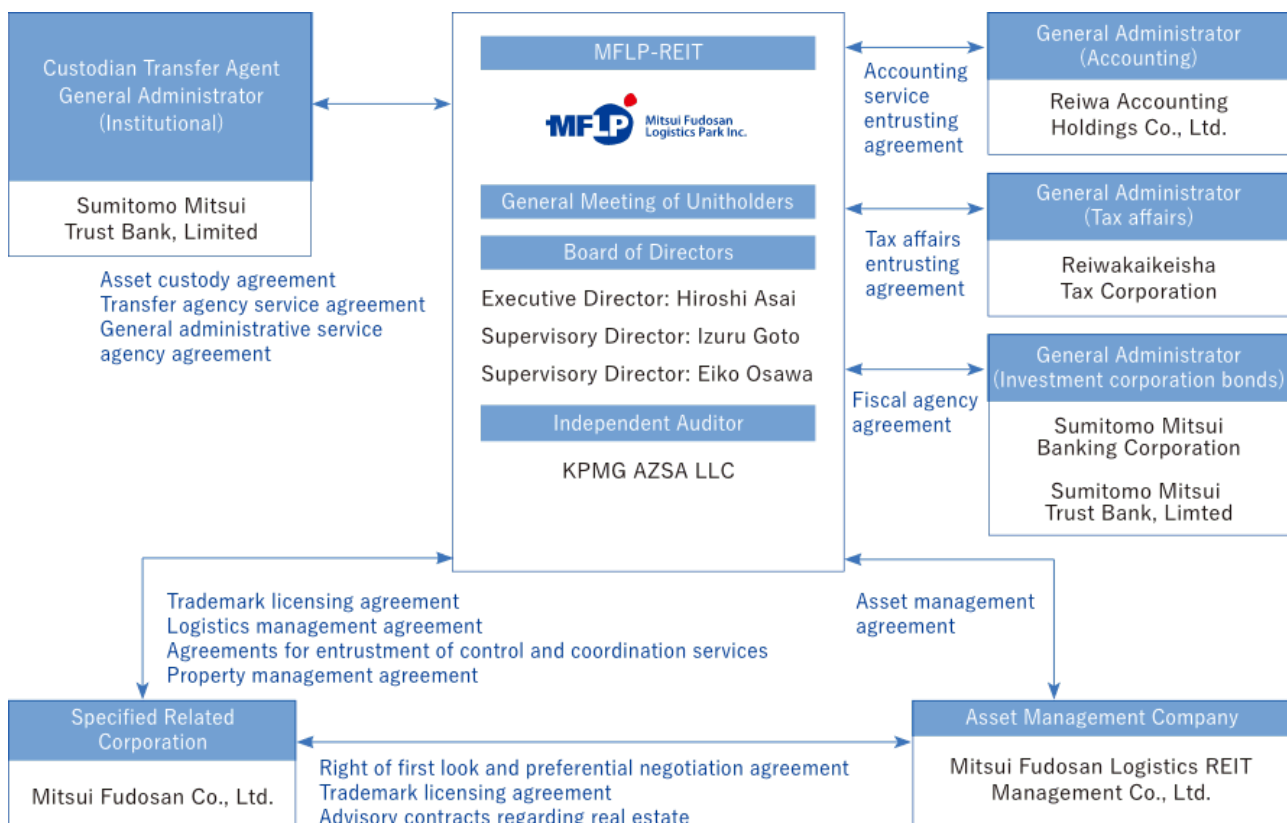 Custodian Transfer Agent
General Administrator
(Institutional)
Sumitomo Mitsui
Trust Bank, Limited
Asset custody agreement
Transfer agency service agreement
General administrative service
agency agreement
MFLP-REIT
MFLP
Mitsui Fudosan
Logistics Park Inc.
General Meeting of Unitholders
Board of Directors
Executive Director: Hiroshi Asai
Supervisory Director: Izuru Goto
Supervisory Director: Eiko Osawa
Independent Auditor
KPMG AZSA LLC
Accounting
service
entrusting
agreement
General Administrator
(Accounting)
Reiwa Accounting
Holdings Co., Ltd.
Tax affairs
entrusting
agreement
General Administrator
(Tax affairs)
Reiwakaikeisha
Tax Corporation
Fiscal agency
agreement
General Administrator
(Investment corporation bonds)
Sumitomo Mitsui
Banking Corporation
Sumitomo Mitsui
Trust Bank, Limted
Trademark licensing agreement
Logistics management agreement
Agreements for entrustment of control and coordination services
Property management agreement
Asset management
agreement
Specified Related
Corporation
Mitsui Fudosan Co., Ltd.
Right of first look and preferential negotiation agreement
Trademark licensing agreement
Advisory contracts regarding real estate
Asset Management Company
Mitsui Fudosan Logistics REIT
Management Co., Ltd.